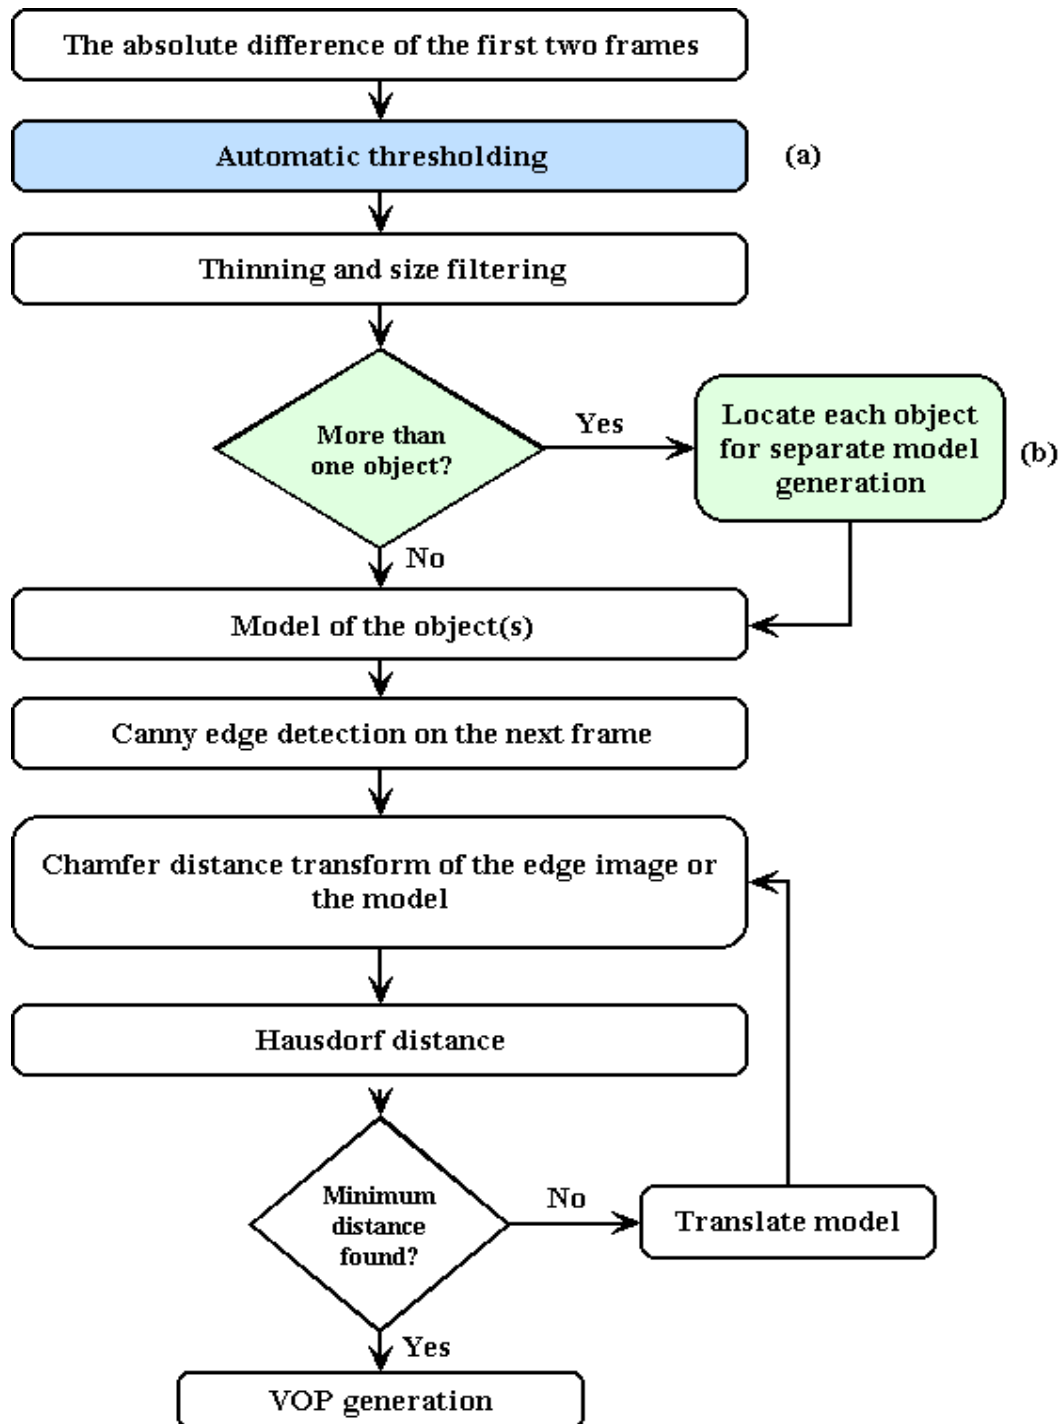 The absolute difference of the first two frames
Automatic thresholding
(a)
Thinning and size filtering
More than
one object?
Yes
Locate each object
for separate model
generation
(b)
No
Model of the object(s)
Canny edge detection on the next frame
Chamfer distance transform of the edge image or
the model
Hausdorf distance
Minimum
distance
found?
No
Translate model
Yes
VOP generation